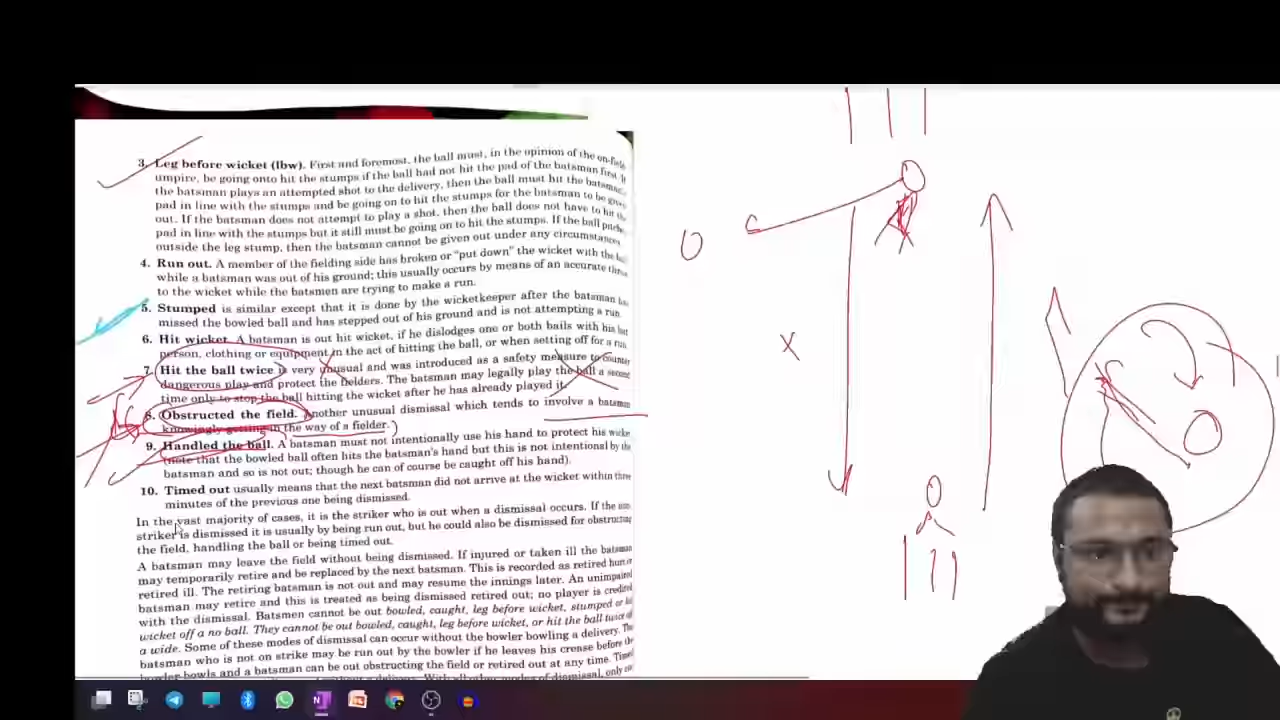 3. Leg before wicket (lbw). First and foremost, the ball must, in the opinion of the on-field
umpire, be going onto hit the stumps if the ball had not hit the pad of the batsman first. If
the batsman plays an attempted shot to the delivery, then the ball must hit the batsman's
pad in line with the stumps and be going on to hit the stumps for the batsman to be given
out. If the batsman does not attempt to play a shot, then the ball does not have to hit the
pad in line with the stumps but it still must be going on to hit the stumps. If the ball
outside the leg stump, then the batsman cannot be given out under any circumstances
4. Run out. A member of the fielding side has broken or "put down" the wicket with the
while a batsman was out of his ground; this usually occurs by means of an accurate
to the wicket while the batsmen are trying to make a run.
5. Stumped is similar except that it is done by the wicketkeeper after the batsman has
missed the bowled ball and has stepped out of his ground and is not attempting a run
6. Hit wicket. A batsman is out hit wicket, if he dislodges one or both bails with his
person, clothing or equipment in the act of hitting the ball, or when setting off for a run.
7. Hit the ball twice is very unusual and was introduced as a safety measure to counter
dangerous play and protect the fielders. The batsman may legally play the ball a second
time only to stop the ball hitting the wicket after he has already played it.
8. Obstructed the field. Another unusual dismissal which tends to involve a batsman
knowingly getting in the way of a fielder.
9. Handled the ball. A batsman must not intentionally use his hand to protect his
(note that the bowled ball often hits the batsman's hand but this is not intentional by the
batsman and so is not out; though he can of course be caught off his hand).
10. Timed out usually means that the next batsman did not arrive at the wicket within three
minutes of the previous one being dismissed.
In the vast majority of cases, it is the striker who is out when a dismissal occurs. If the
striker is dismissed it is usually by being run out, but he could also be dismissed for obstructing
the field, handling the ball or being timed out.
A batsman may leave the field without being dismissed. If injured or taken ill the batsman
may temporarily retire and be replaced by the next batsman. This is recorded as retired hurt or
retired ill. The retiring batsman is not out and may resume the innings later. An unimpaired
batsman may retire and this is treated as being dismissed retired out; no player is credited
with the dismissal. Batsmen cannot be out bowled, caught, leg before wicket, stumped or
wicket off a no ball. They cannot be out bowled, caught, leg before wicket, or hit the ball twice
a wide. Some of these modes of dismissal can occur without the bowler bowling a delivery. The
batsman who is not on strike may be run out by the bowler if he leaves his crease before the
bowler bowls and a batsman can be out obstructing the field or retired out at any time.